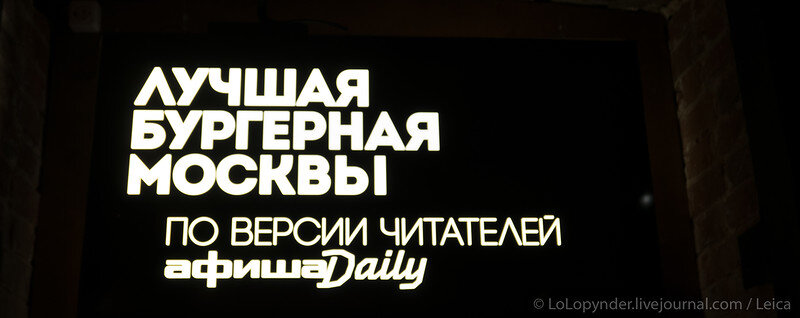 ЛУЧШАЯ
БУРГЕРНАЯ
МОСКВЫ
ПО ВЕРСИИ ЧИТАТЕЛЕЙ
афишаDaily
© LoLopynder.livejournal.com / Leica